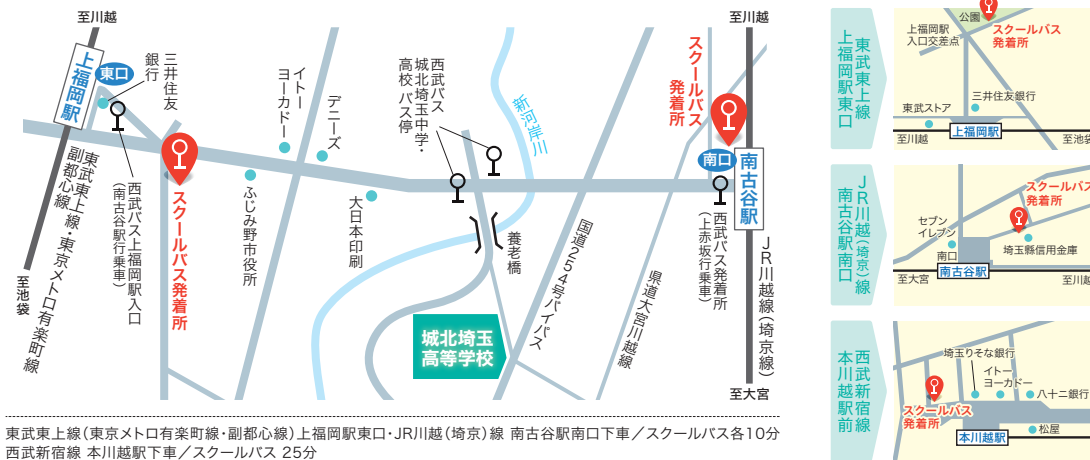 至川越
上福岡駅
東口
三井住友
銀行
イトー
ヨーカドー
デニーズ
西武バス
城北埼玉中学・
高校 バス停
新河岸川
スクールバス
発着所
至川越
南口
南古谷駅
西武バス発着所
(上赤坂行乗車)
JR川越線(埼京線)
至大宮
県道大宮川越線
国道254号バイパス
養老橋
城北埼玉
高等学校
大日本印刷
ふじみ野市役所
スクールバス発着所
西武バス上福岡駅入口
(南古谷駅行乗車)
東武東上線・東京メトロ有楽町線
副都心線
至池袋
東武東上線(東京メトロ有楽町線・副都心線)上福岡駅東口・JR川越(埼京)線 南古谷駅南口下車/スクールバス各10分
西武新宿線 本川越駅下車/スクールバス 25分
東武東上線
上福岡駅東口
公園
スクールバス
発着所
上福岡駅
入口交差点
三井住友銀行
東武ストア
至川越
上福岡駅
至池袋
JR川越(埼京)線
南古谷駅南口
スクールバス
発着所
セブン
イレブン
南口
埼玉縣信用金庫
至大宮
南古谷駅
至川越
西武新宿線
本川越駅前
埼玉りそな銀行
イトー
ヨーカドー
八十二銀行
スクールバス
発着所
松屋
本川越駅